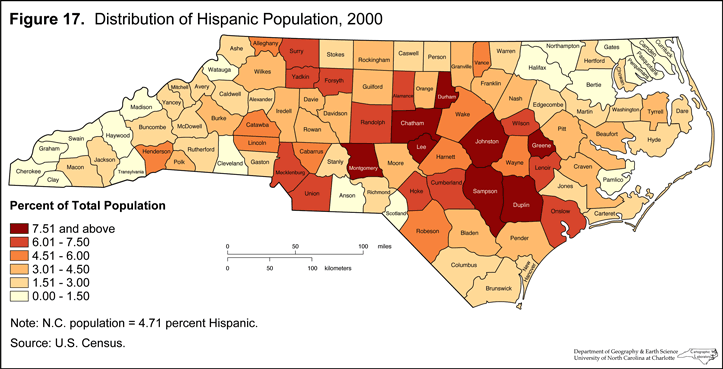 Figure 17. Distribution of Hispanic Population, 2000
Ashe
Alleghany
Surry
Stokes
Rockingham
Caswell
Person
Granville
Vance
Warren
Northampton
Gates
Camden
Currituck
Pasquotank
Perquimans
Chowan
Hertford
Halifax
Bertie
Watauga
Wilkes
Yadkin
Forsyth
Guilford
Alamance
Orange
Durham
Franklin
Nash
Edgecombe
Martin
Washington
Tyrrell
Dare
Mitchell
Avery
Caldwell
Alexander
Davie
Iredell
Davidson
Randolph
Chatham
Wake
Wilson
Pitt
Beaufort
Hyde
Madison
Yancey
Burke
Catawba
Rowan
Buncombe
McDowell
Swain
Haywood
Lincoln
Cabarrus
Lee
Johnston
Greene
Wayne
Lenoir
Craven
Graham
Jackson
Henderson
Rutherford
Polk
Cleveland
Gaston
Stanly
Montgomery
Moore
Harnett
Cherokee
Macon
Clay
Transylvania
Mecklenburg
Union
Anson
Richmond
Hoke
Cumberland
Sampson
Duplin
Jones
Pamlico
Carteret
Onslow
Scotland
Robeson
Bladen
Pender
Columbus
New Hanover
Brunswick
Percent of Total Population
7.51 and above
6.01 - 7.50
4.51 - 6.00
3.01 - 4.50
1.51 - 3.00
0.00 - 1.50
0 50 100 miles
0 50 100 kilometers
Note: N.C. population = 4.71 percent Hispanic.
Source: U.S. Census.
Department of Geography & Earth Science
University of North Carolina at Charlotte